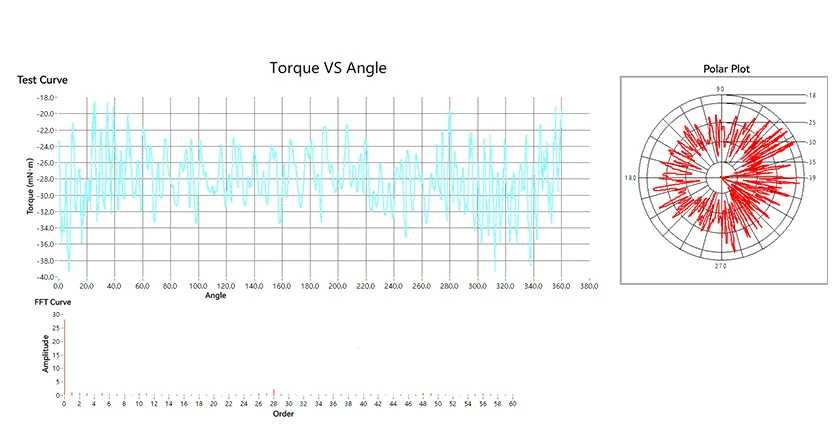 Torque VS Angle
Test Curve
Polar Plot
-18.0
-20.0
-22.0
-24.0
-26.0
-28.0
-30.0
-32.0
-34.0
-36.0
-38.0
-40.0
Torque (mN·m)
0.0 20.0 40.0 60.0 80.0 100.0 120.0 140.0 160.0 180.0 200.0 220.0 240.0 260.0 280.0 300.0 320.0 340.0 360.0 380.0
Angle
90
-18
-25
-30
-35
-39
180
270
FFT Curve
30
25
20
15
10
5
0
Amplitude
0 2 4 6 8 10 12 14 16 18 20 22 24 26 28 30 32 34 36 38 40 42 44 46 48 50 52 54 56 58 60
Order